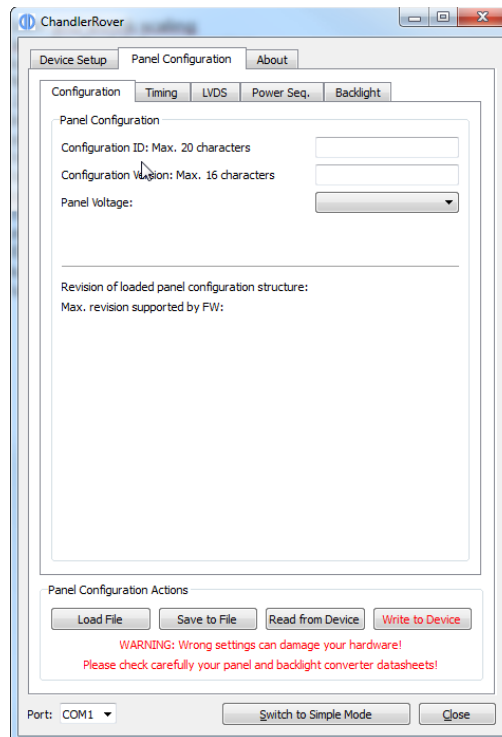 ChandlerRover
Device Setup Panel Configuration About
Configuration Timing LVDS Power Seq. Backlight
Panel Configuration
Configuration ID: Max. 20 characters
Configuration Version: Max. 16 characters
Panel Voltage:
Revision of loaded panel configuration structure:
Max. revision supported by FW:
Panel Configuration Actions
Load File Save to File Read from Device Write to Device
WARNING: Wrong settings can damage your hardware!
Please check carefully your panel and backlight converter datasheets!
Port: COM1 Switch to Simple Mode Close